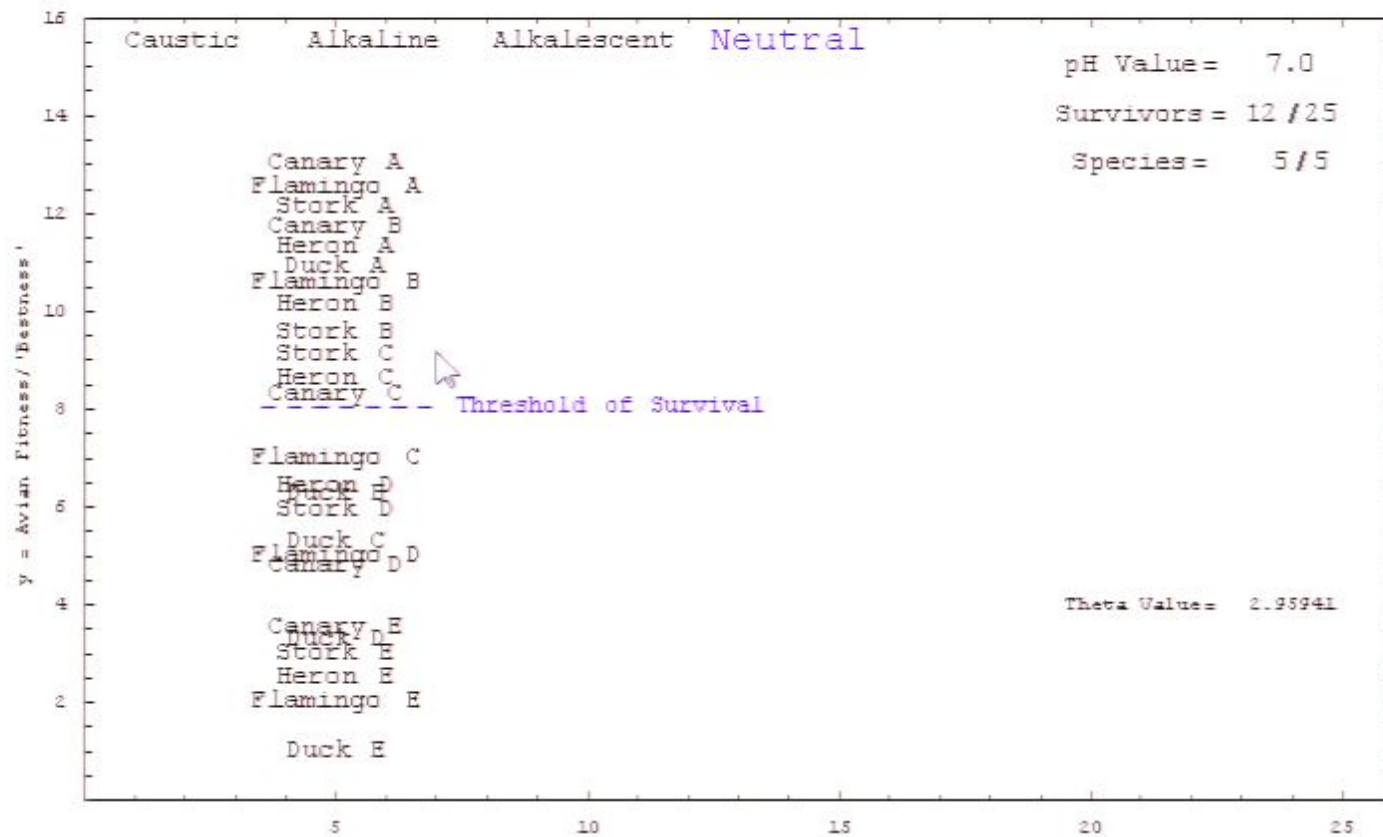 16
Caustic Alkaline Alkalescent Neutral
pH Value= 7.0
14
Survivors= 12/25
Canary A
Species= 5/5
Flamingo A
Stork A
12
Canary B
Heron A
Duck A
Flamingo B
Heron B
10
Stork B
Stork C
Heron C
Canary C
8
Threshold of Survival
Flamingo C
Heron D
Duck E
Stork D
6
Duck C
Flamingo D
Canary D
4
Theta Value= 2.95941
Canary E
Duck D
Stork E
Heron E
Flamingo E
2
Duck E
y = Avian Fitness/'Bestness'
5 10 15 20 25